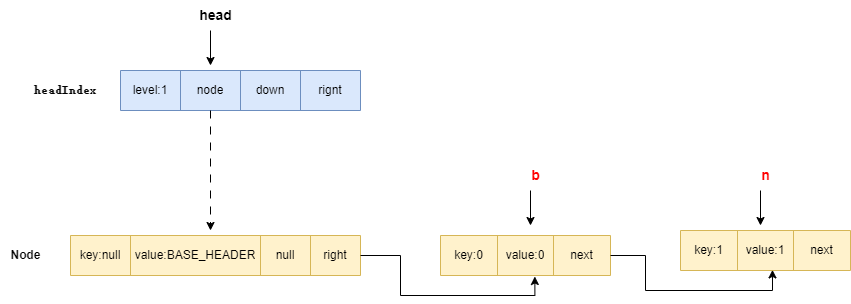 head
headIndex
level:1 node down rignt
b
n
Node
key:null value:BASE_HEADER null right
key:0 value:0 next
key:1 value:1 next